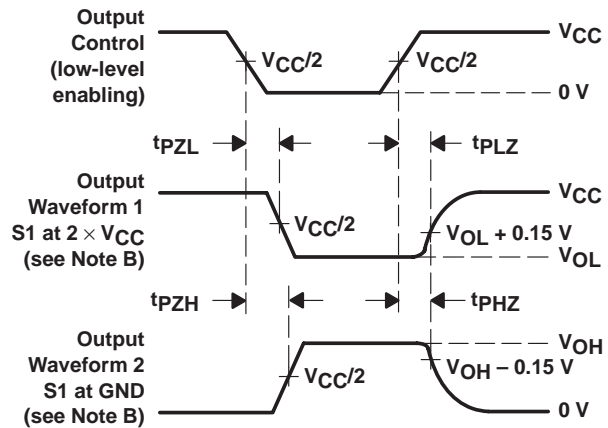 Output
Control
(low-level
enabling)
VCC/2
VCC/2
VCC
0 V
tPZL
tPLZ
Output
Waveform 1
S1 at 2 × VCC
(see Note B)
VCC/2
VCC
VOL + 0.15 V
VOL
tPZH
tPHZ
Output
Waveform 2
S1 at GND
(see Note B)
VCC/2
VOH
VOH − 0.15 V
0 V